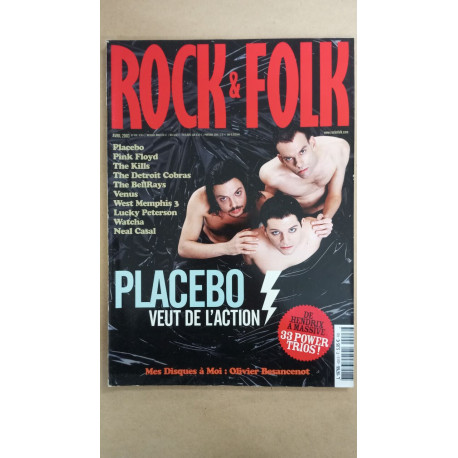 ROCK & FOLK
AVRIL 2003
Placebo
Pink Floyd
The Kills
The Detroit Cobras
The BellRays
Venus
West Memphis 3
Lucky Peterson
Watcha
Neal Casal
PLACEBO
VEUT DE L'ACTION
DE
HENDRIX
À MASSIVE
33 POWER
TRIOS !
Mes Disques à Moi : Olivier Besancenot